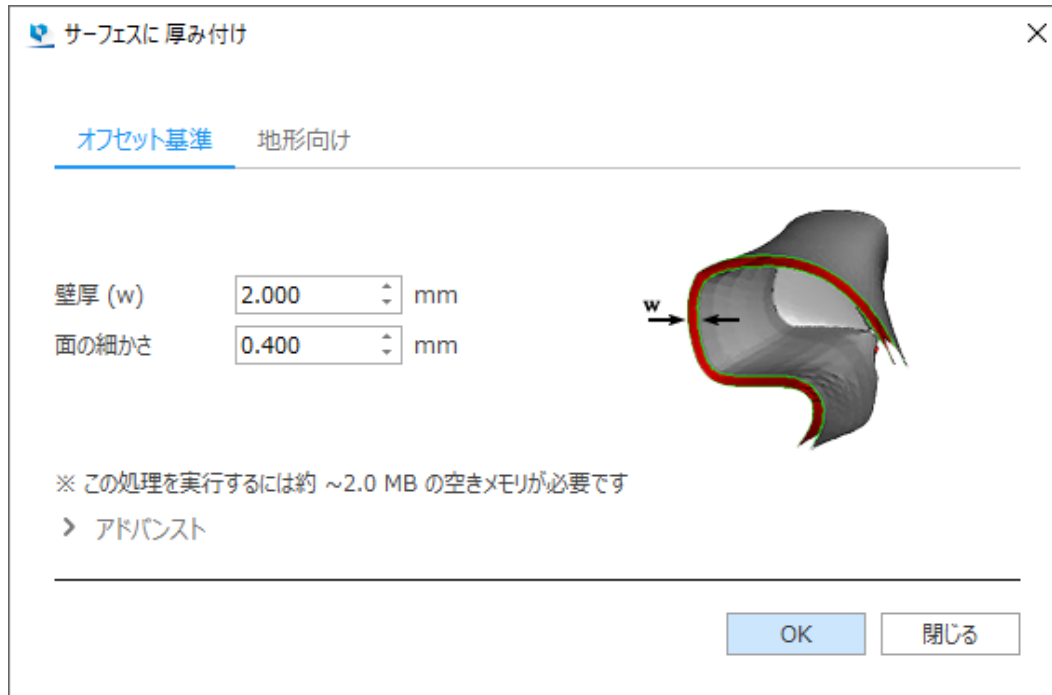 サーフェスに 厚み付け
オフセット基準 地形向け
壁厚 (w) 2.000 mm
面の細かさ 0.400 mm
w
※ この処理を実行するには約 ~2.0 MB の空きメモリが必要です
アドバンスト
OK 閉じる